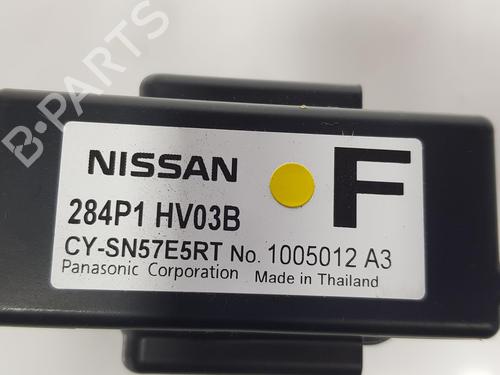 B-PARTS
NISSAN
F
284P1 HV03B
CY-SN57E5RT No. 1005012 A3
Panasonic Corporation Made in Thailand